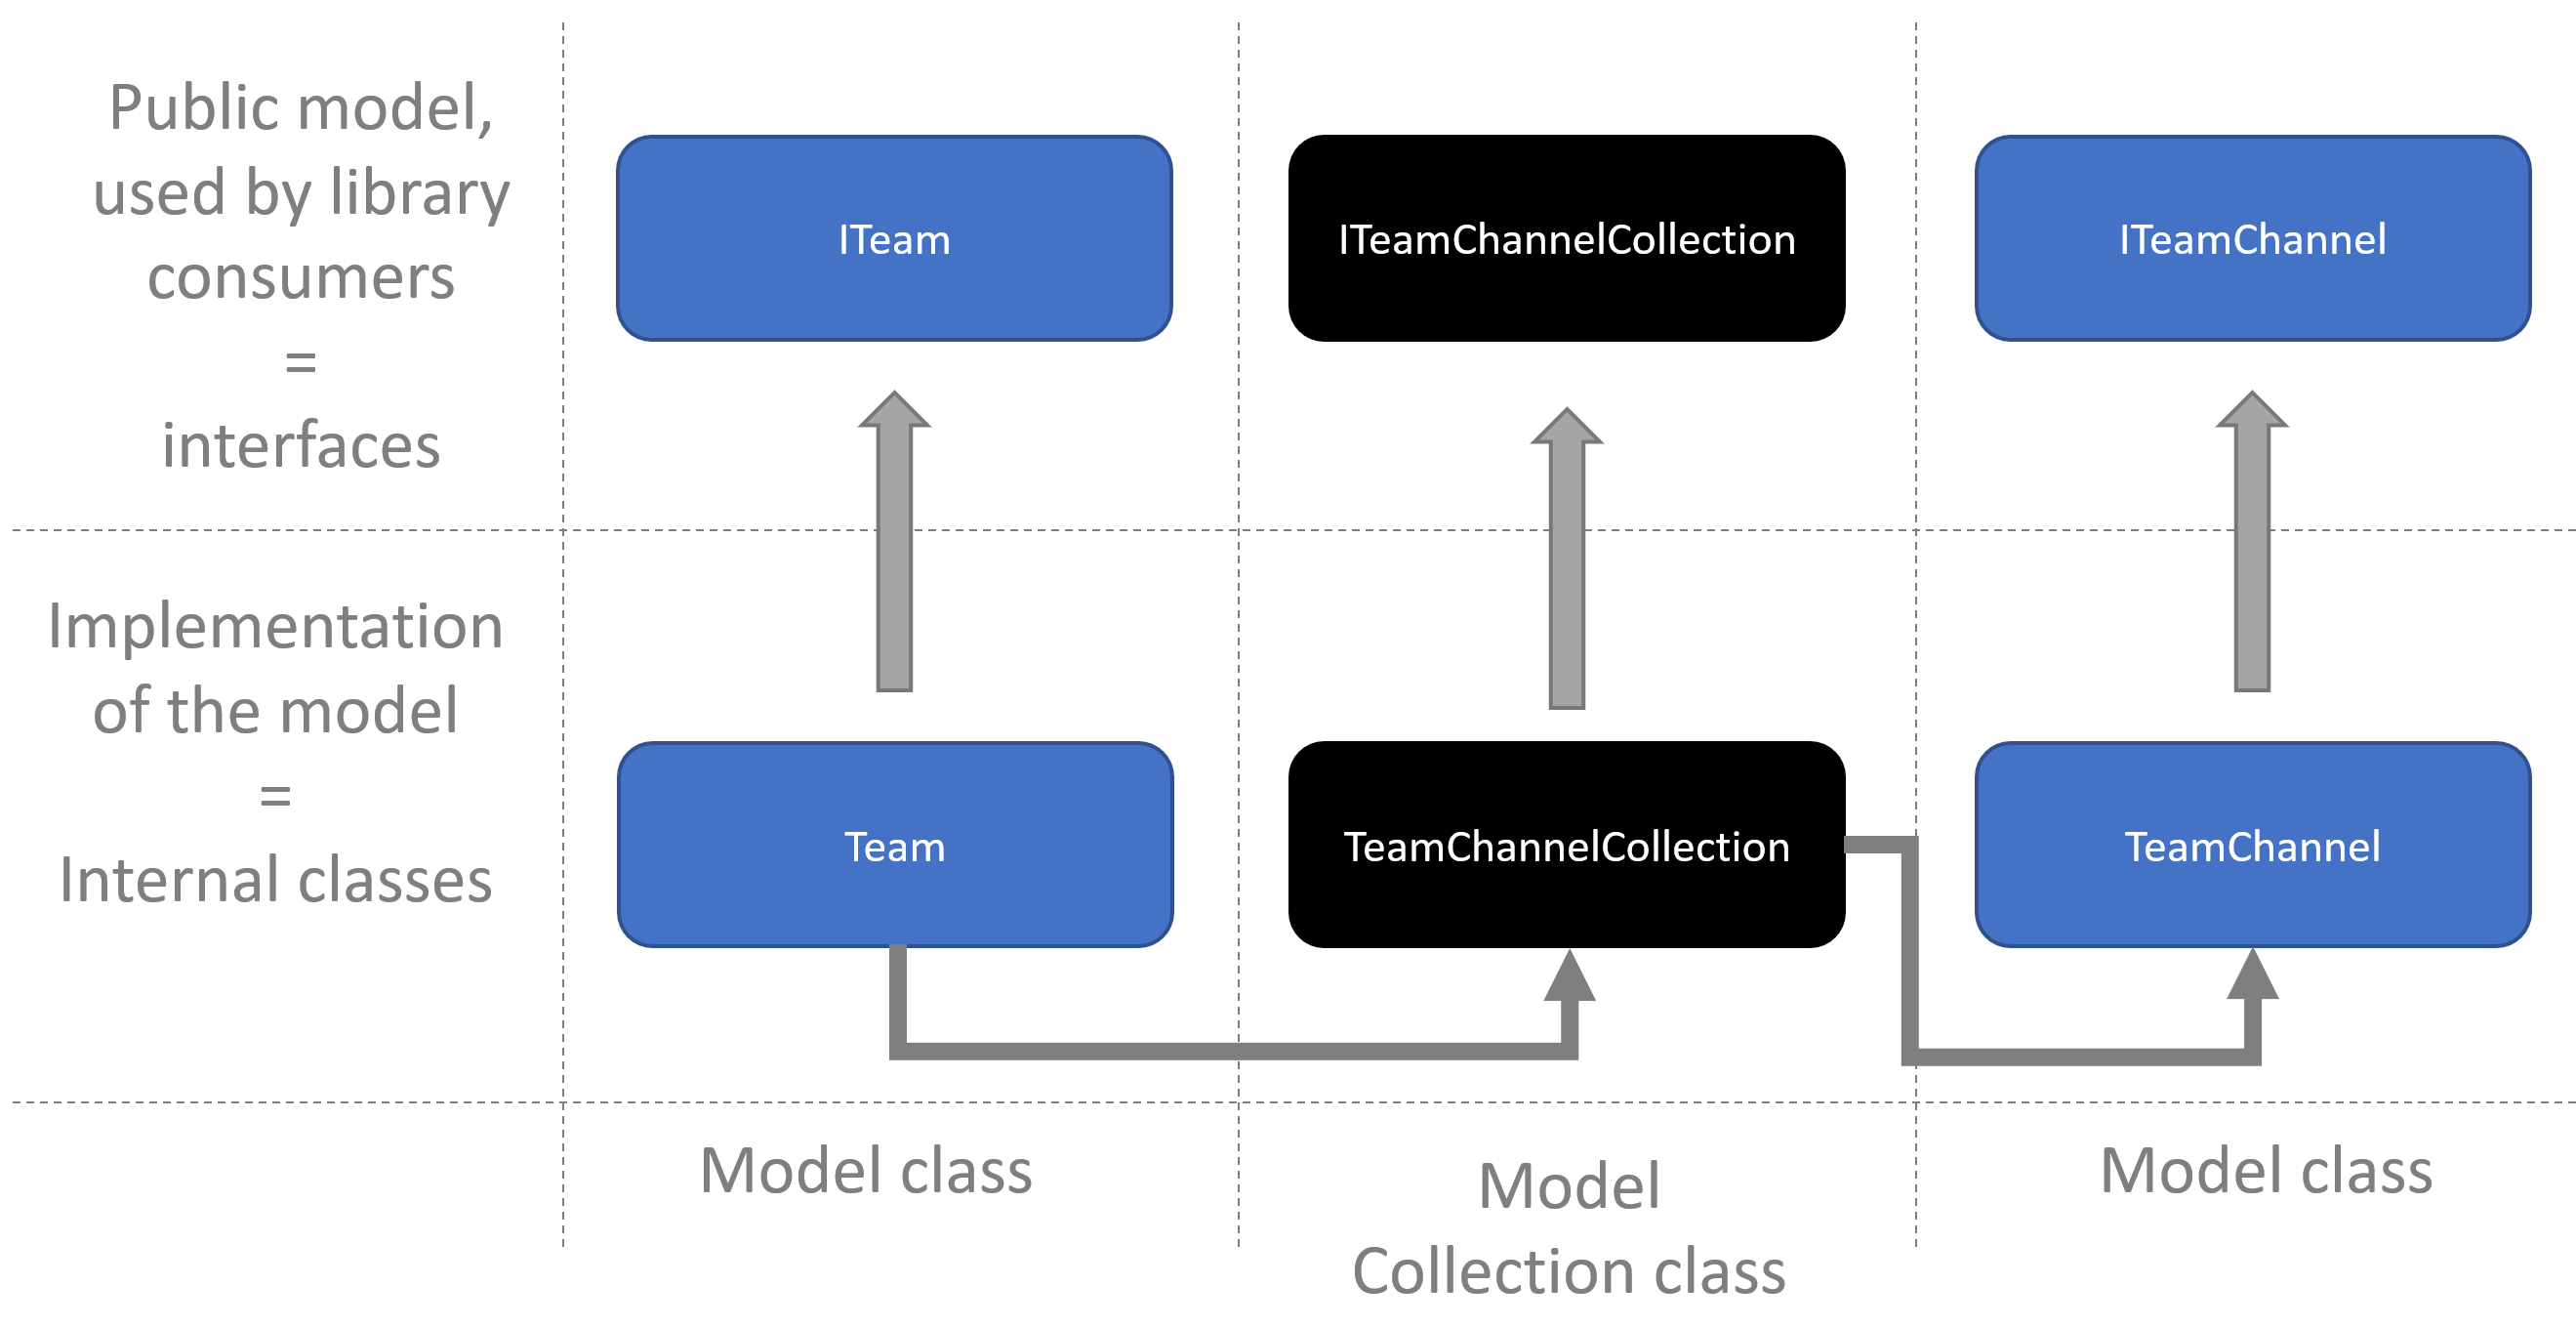 Public model,
used by library
consumers
=
interfaces
ITeam
ITeamChannelCollection
ITeamChannel
Implementation
of the model
=
Internal classes
Team
TeamChannelCollection
TeamChannel
Model class
Model
Collection class
Model class